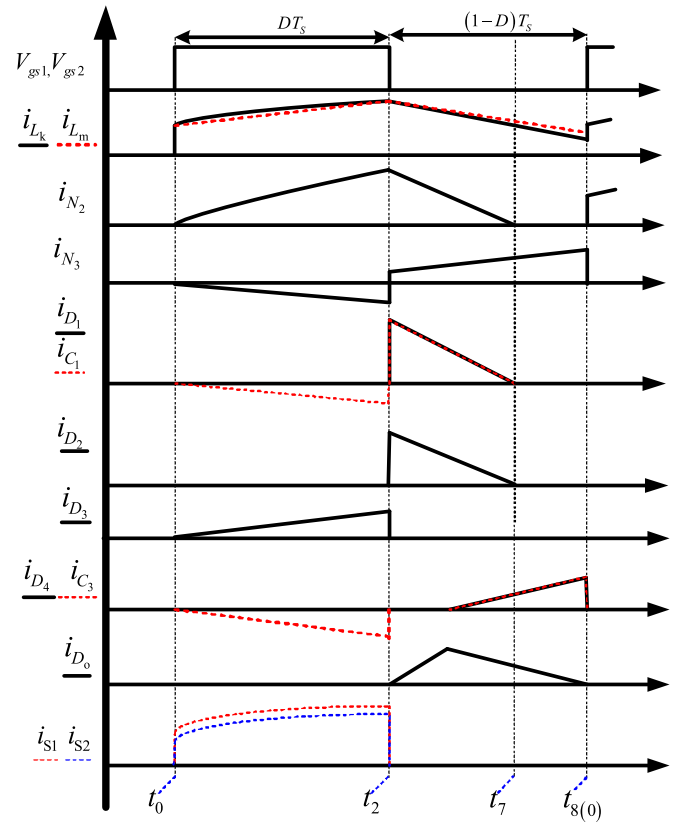 DT_S (1−D)T_S
V_gs1,V_gs2
i_Lk i_Lm
i_N2
i_N3
i_D1
i_C1
i_D2
i_D3
i_D4 i_C3
i_Do
i_S1 i_S2
t_0 t_2 t_7 t_8(0)